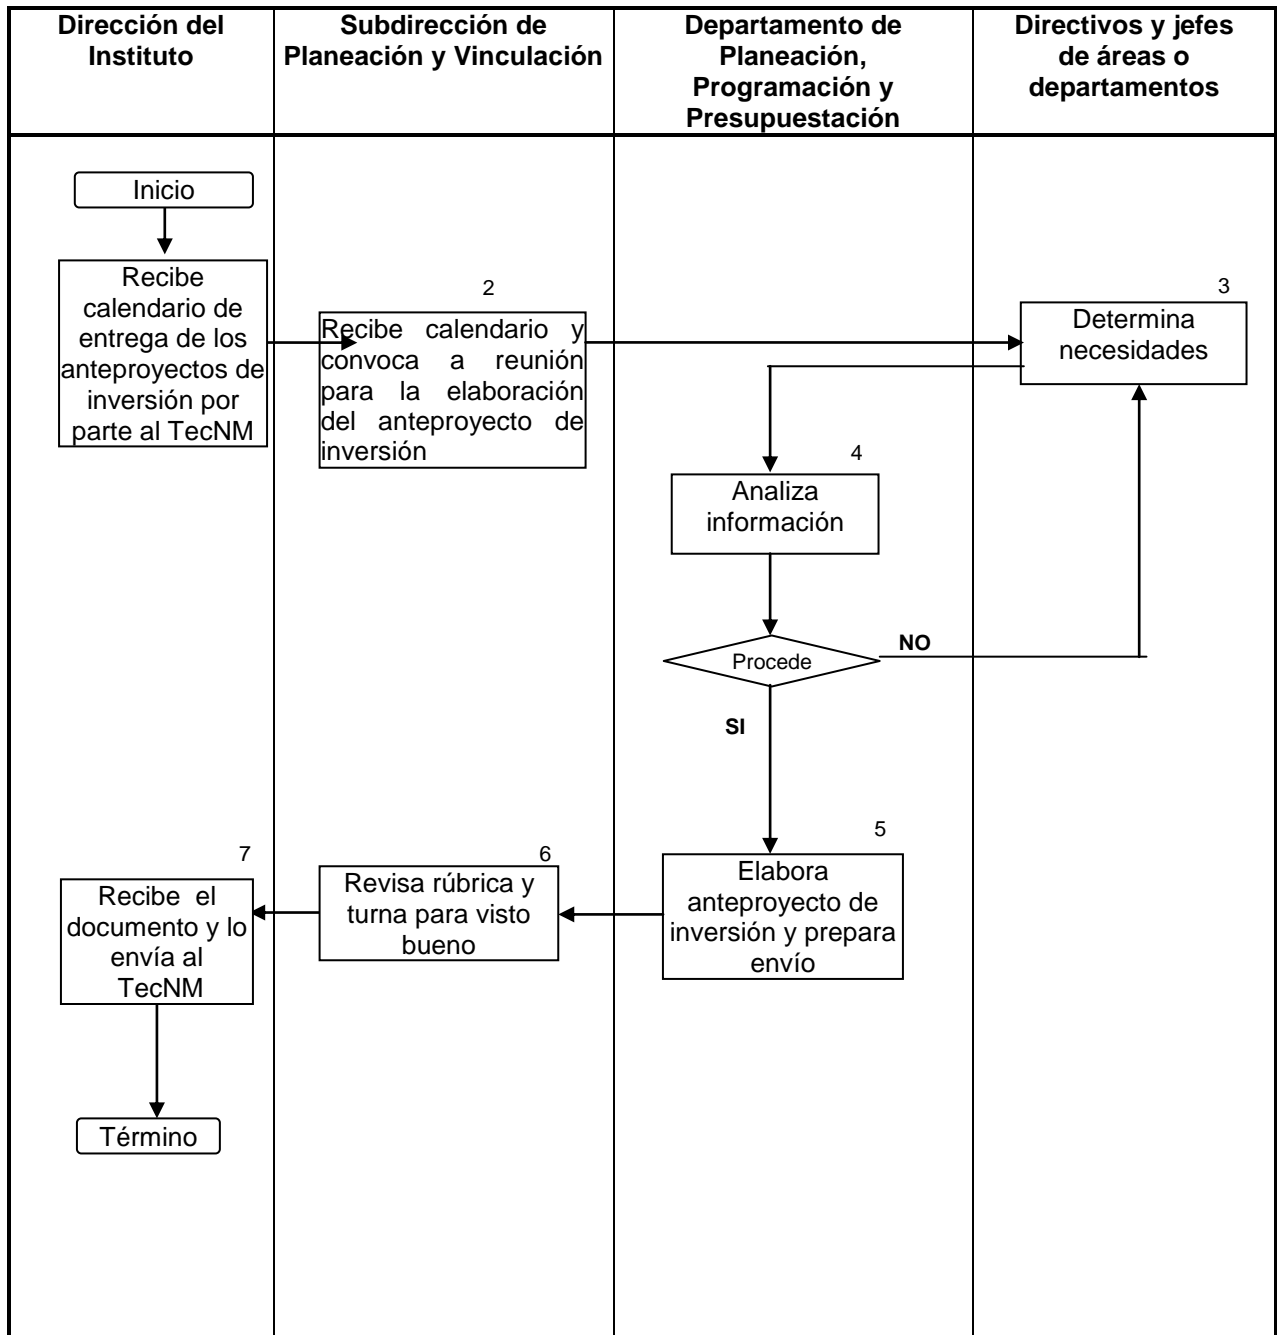 Dirección del
Instituto
Subdirección de
Planeación y Vinculación
Departamento de
Planeación,
Programación y
Presupuestación
Directivos y jefes
de áreas o
departamentos
Inicio
Recibe
calendario de
entrega de los
anteproyectos de
inversión por
parte al TecNM
2
Recibe calendario y
convoca a reunión
para la elaboración
del anteproyecto de
inversión
3
Determina
necesidades
4
Analiza
información
Procede
NO
SI
5
Elabora
anteproyecto de
inversión y prepara
envío
6
Revisa rúbrica y
turna para visto
bueno
7
Recibe el
documento y lo
envía al
TecNM
Término